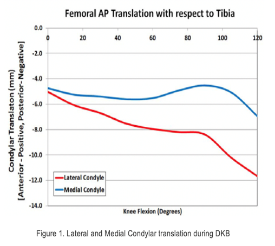 Femoral AP Translation with respect to Tibia
Condylar Translaton (mm)
[Anterior - Positive, Posterior- Negative]
0.0
-2.0
-4.0
-6.0
-8.0
-10.0
-12.0
-14.0
0 20 40 60 80 100 120
Lateral Condyle
Medial Condyle
Knee Flexion (Degrees)
Figure 1. Lateral and Medial Condylar translation during DKB